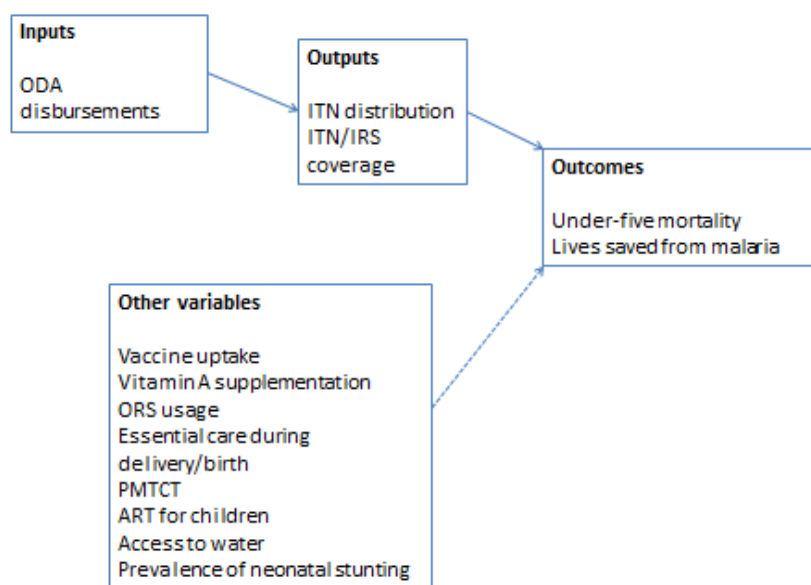 Inputs
ODA
disbursements
Outputs
ITN distribution
ITN/IRS
coverage
Outcomes
Under-five mortality
Lives saved from malaria
Other variables
Vaccine uptake
Vitamin A supplementation
ORS usage
Essential care during
delivery/birth
PMTCT
ART for children
Access to water
Prevalence of neonatal stunting